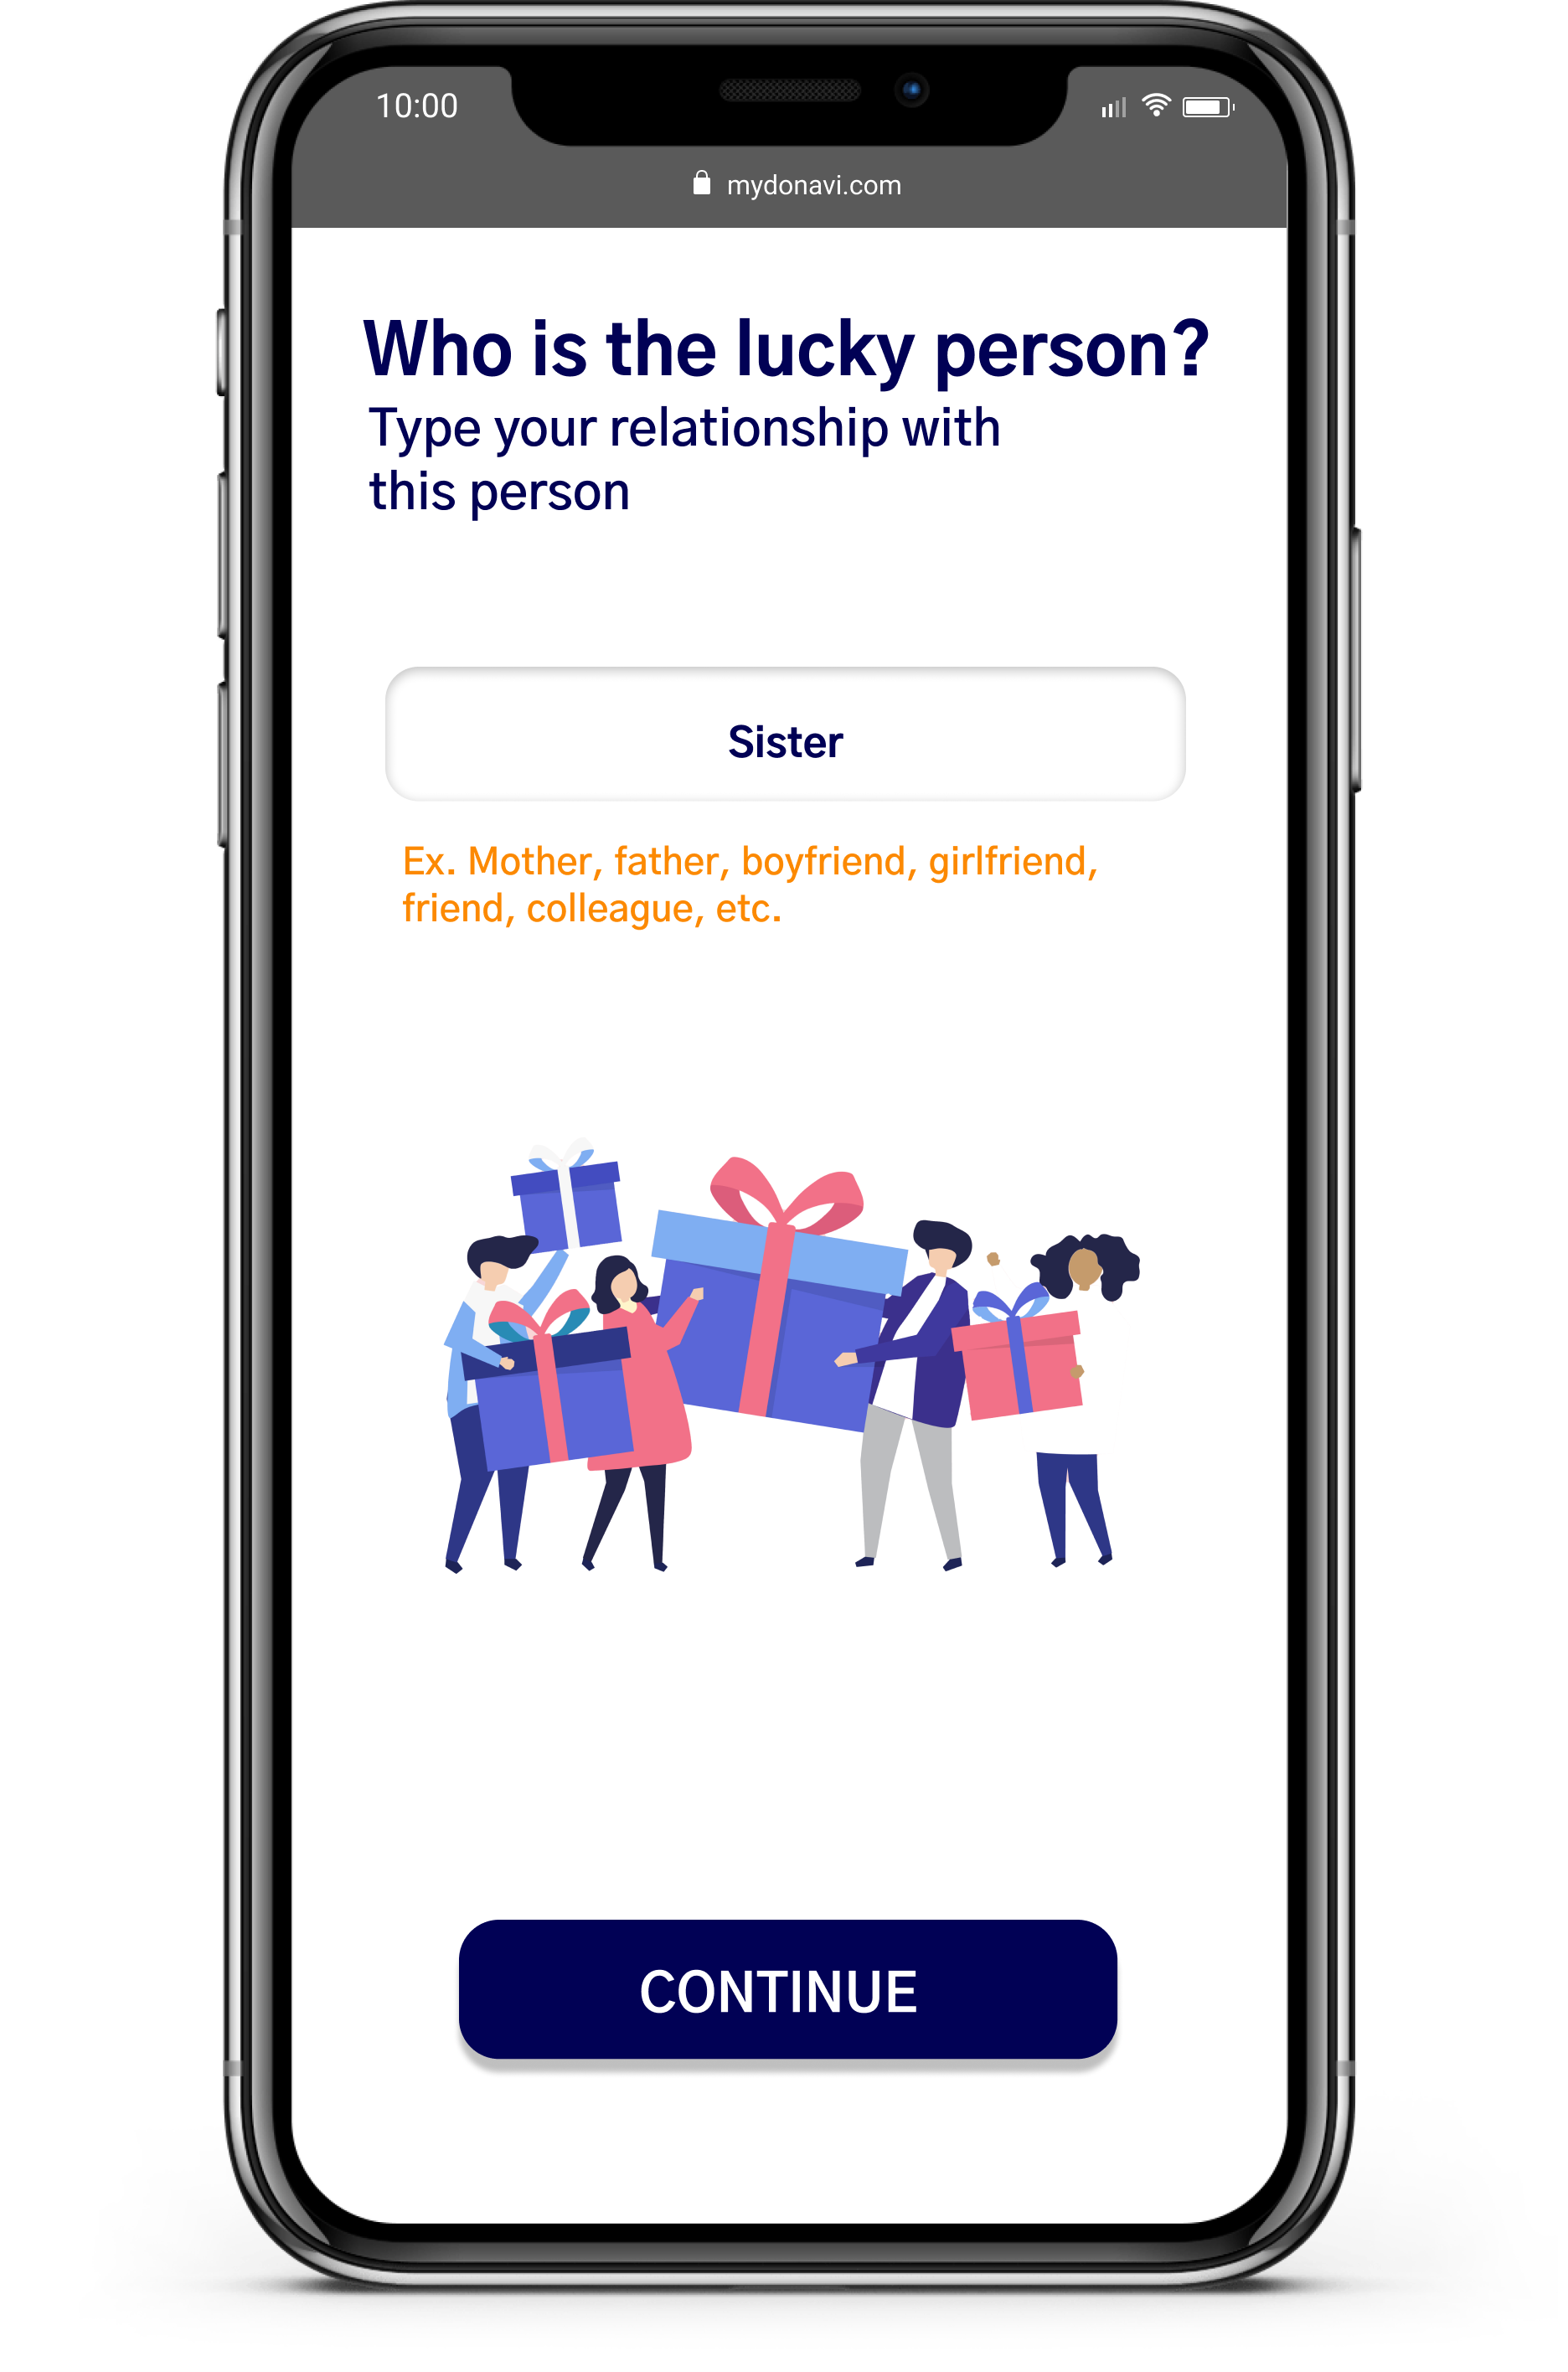 10:00
mydonavi.com
Who is the lucky person?
Type your relationship with
this person
Sister
Ex. Mother, father, boyfriend, girlfriend,
friend, colleague, etc.
CONTINUE